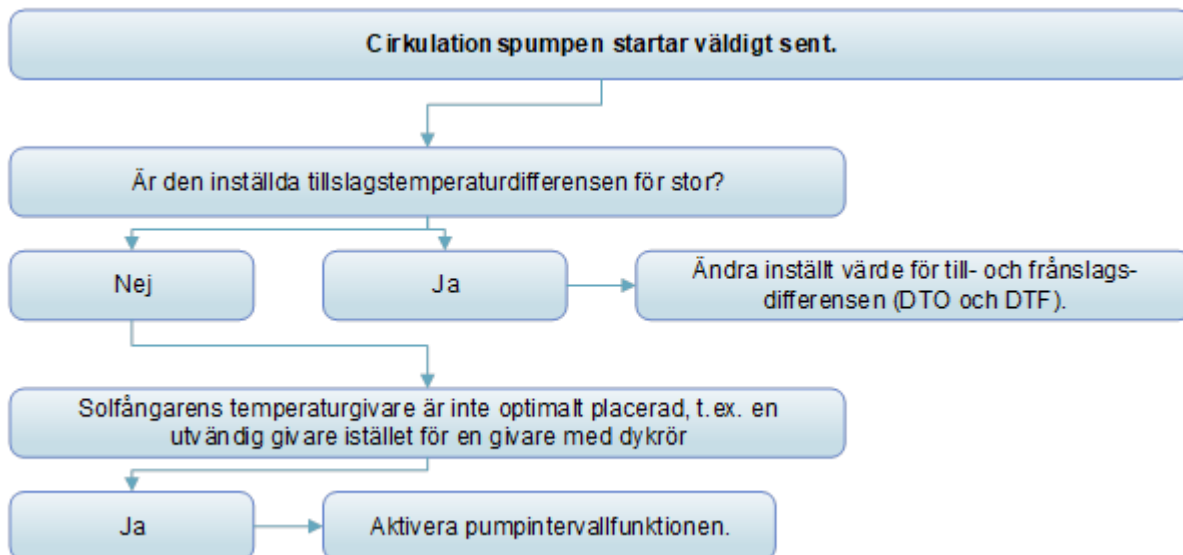 Cirkulationspumpen startar väldigt sent.
Är den inställda tillslagstemperaturdifferensen för stor?
Nej
Ja
Ändra inställt värde för till- och frånslags-
differensen (DTO och DTF).
Solfångarens temperaturgivare är inte optimalt placerad, t.ex. en
utvändig givare istället för en givare med dykrör
Ja
Aktivera pumpintervallfunktionen.